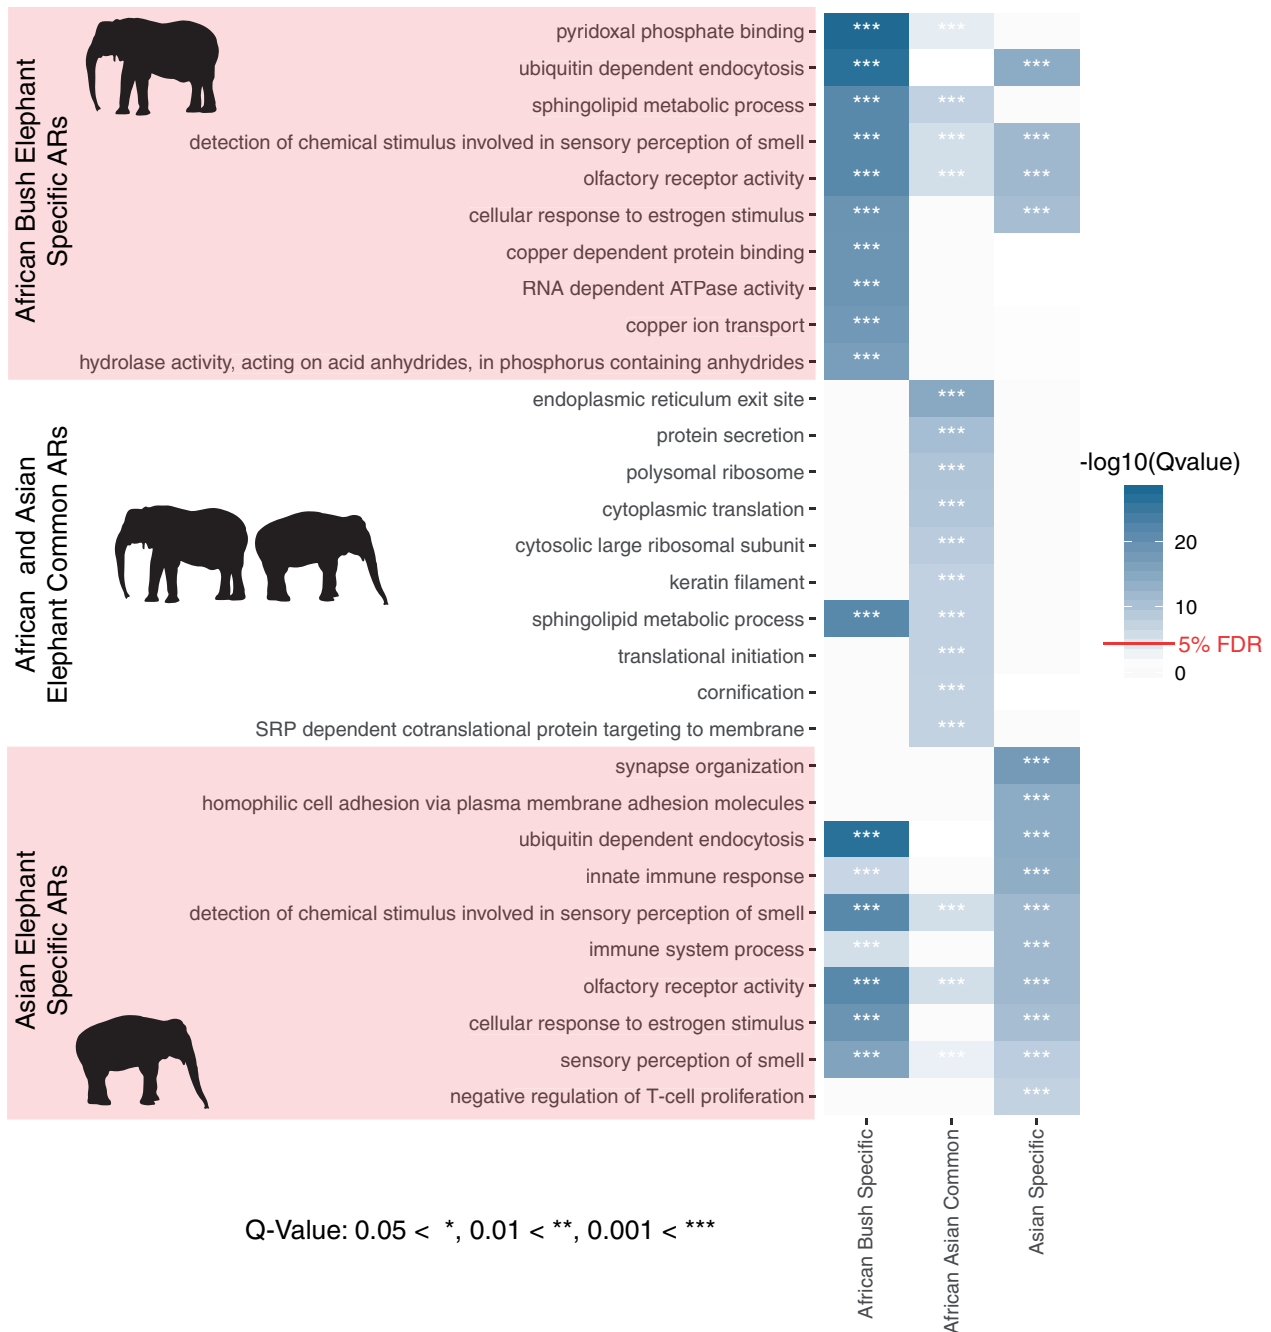 African Bush Elephant
Specific ARs
pyridoxal phosphate binding
***
***
ubiquitin dependent endocytosis
***
***
sphingolipid metabolic process
***
***
detection of chemical stimulus involved in sensory perception of smell
***
***
***
olfactory receptor activity
***
***
***
cellular response to estrogen stimulus
***
***
copper dependent protein binding
***
RNA dependent ATPase activity
***
copper ion transport
***
hydrolase activity, acting on acid anhydrides, in phosphorus containing anhydrides
***
African and Asian
Elephant Common ARs
endoplasmic reticulum exit site
***
protein secretion
***
polysomal ribosome
***
cytoplasmic translation
***
cytosolic large ribosomal subunit
***
keratin filament
***
sphingolipid metabolic process
***
***
translational initiation
***
cornification
***
SRP dependent cotranslational protein targeting to membrane
***
Asian Elephant
Specific ARs
synapse organization
***
homophilic cell adhesion via plasma membrane adhesion molecules
***
ubiquitin dependent endocytosis
***
***
innate immune response
***
***
detection of chemical stimulus involved in sensory perception of smell
***
***
***
immune system process
***
***
olfactory receptor activity
***
***
***
cellular response to estrogen stimulus
***
***
sensory perception of smell
***
***
***
negative regulation of T-cell proliferation
***
African Bush Specific
African Asian Common
Asian Specific
-log10(Qvalue)
20
10
5% FDR
0
Q-Value: 0.05 < *, 0.01 < **, 0.001 < ***